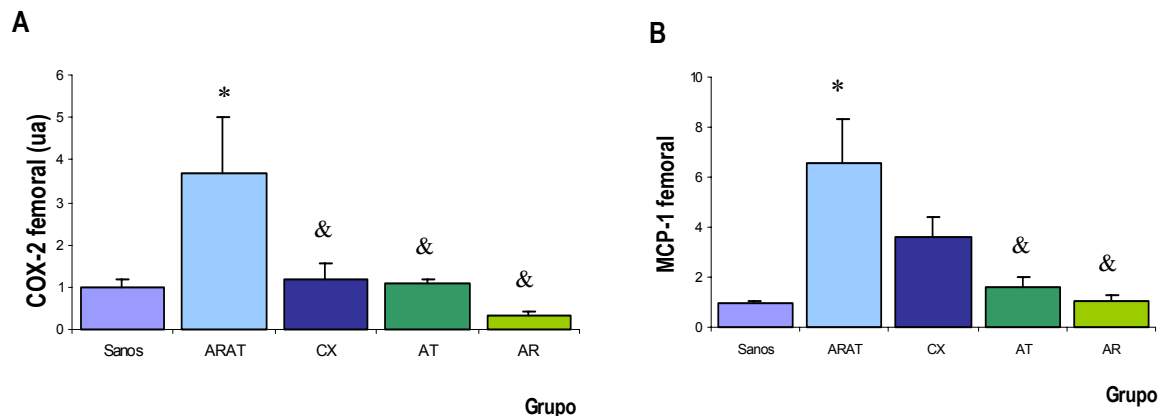 A
COX-2 femoral (ua)
6
5
4
3
2
1
0
*
&
&
&
Sanos ARAT CX AT AR
Grupo
B
MCP-1 femoral
10
8
6
4
2
0
*
&
&
Sanos ARAT CX AT AR
Grupo